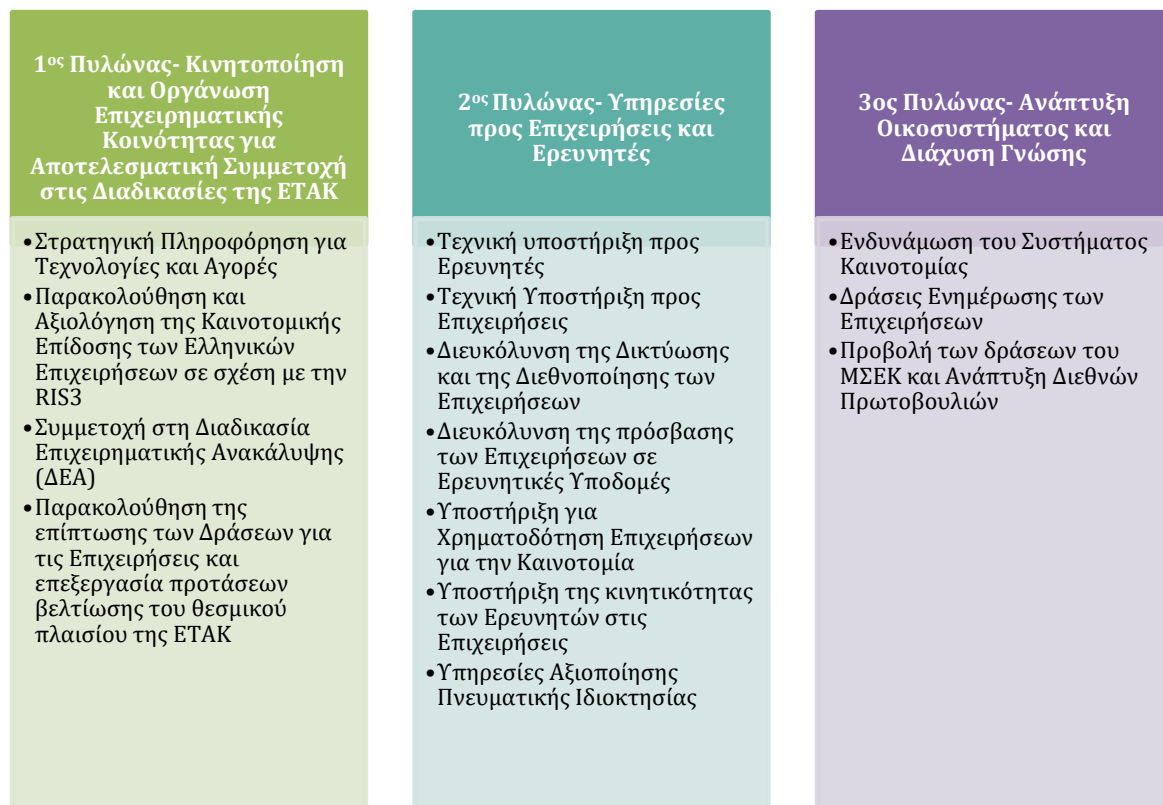 1ος Πυλώνας- Κινητοποίηση
και Οργάνωση
Επιχειρηματικής
Κοινότητας για
Αποτελεσματική Συμμετοχή
στις Διαδικασίες της ΕΤΑΚ
•Στρατηγική Πληροφόρηση για
Τεχνολογίες και Αγορές
•Παρακολούθηση και
Αξιολόγηση της Καινοτομικής
Επίδοσης των Ελληνικών
Επιχειρήσεων σε σχέση με την
RIS3
•Συμμετοχή στη Διαδικασία
Επιχειρηματικής Ανακάλυψης
(ΔΕΑ)
•Παρακολούθηση της
επίπτωσης των Δράσεων για
τις Επιχειρήσεις και
επεξεργασία προτάσεων
βελτίωσης του θεσμικού
πλαισίου της ΕΤΑΚ
2ος Πυλώνας- Υπηρεσίες
προς Επιχειρήσεις και
Ερευνητές
•Τεχνική υποστήριξη προς
Ερευνητές
•Τεχνική Υποστήριξη προς
Επιχειρήσεις
•Διευκόλυνση της Δικτύωσης
και της Διεθνοποίησης των
Επιχειρήσεων
•Διευκόλυνση της πρόσβασης
των Επιχειρήσεων σε
Ερευνητικές Υποδομές
•Υποστήριξη για
Χρηματοδότηση Επιχειρήσεων
για την Καινοτομία
•Υποστήριξη της κινητικότητας
των Ερευνητών στις
Επιχειρήσεις
•Υπηρεσίες Αξιοποίησης
Πνευματικής Ιδιοκτησίας
3ος Πυλώνας- Ανάπτυξη
Οικοσυστήματος και
Διάχυση Γνώσης
•Ενδυνάμωση του Συστήματος
Καινοτομίας
•Δράσεις Ενημέρωσης των
Επιχειρήσεων
•Προβολή των δράσεων του
ΜΣΕΚ και Ανάπτυξη Διεθνών
Πρωτοβουλιών